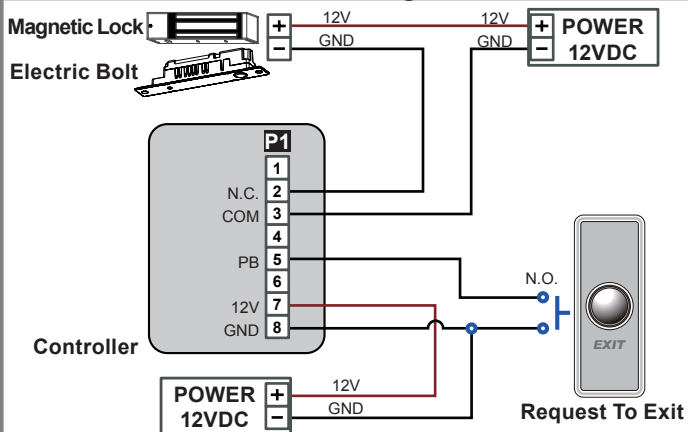 Magnetic Lock
Electric Bolt
+
−
12V
GND
12V
GND
+
−
POWER
12VDC
P1
1
N.C. 2
COM 3
4
PB 5
6
12V 7
GND 8
Controller
N.O.
EXIT
Request To Exit
POWER
12VDC
+
−
12V
GND